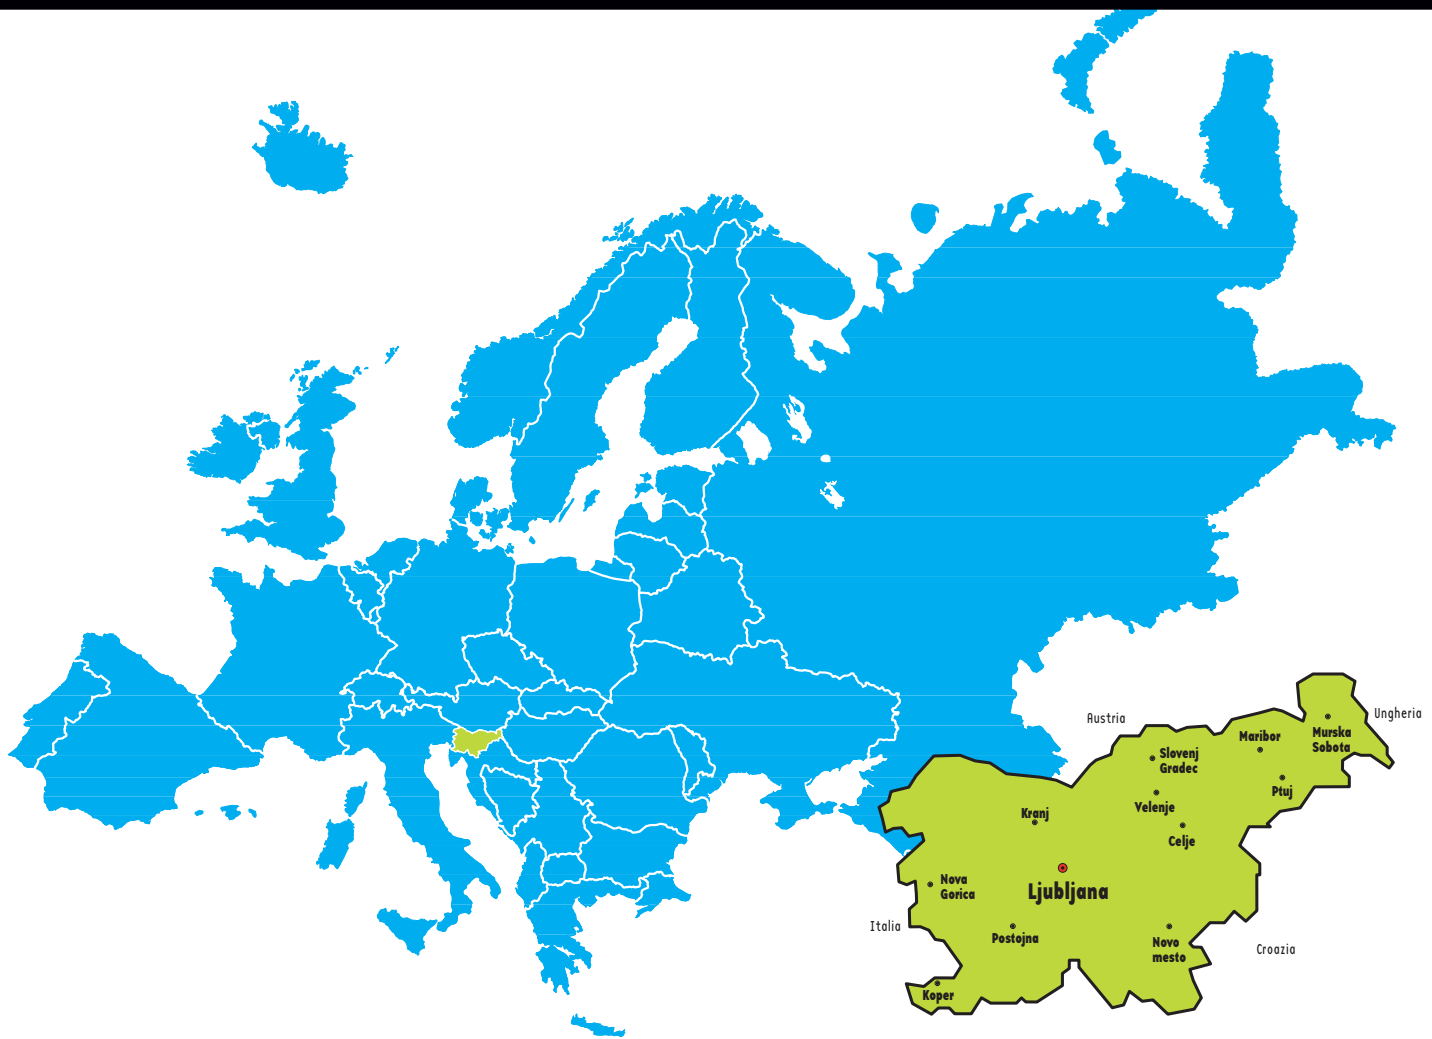 Austria
Ungheria
Murska
Sobota
Maribor
Slovenj
Gradec
Ptuj
Velenje
Kranj
Celje
Nova
Gorica
Ljubljana
Italia
Postojna
Novo
mesto
Croazia
Koper